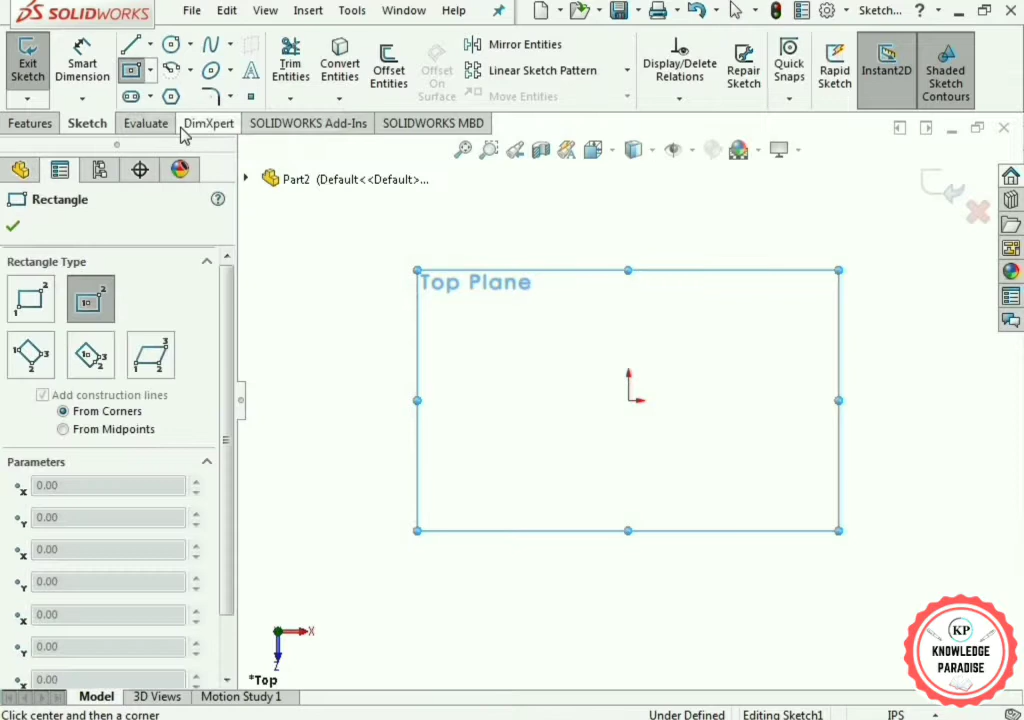 SOLIDWORKS
File Edit View Insert Tools Window Help
Sketch... ?
Exit Sketch
Smart Dimension
Trim Entities
Convert Entities
Offset Entities
Offset On Surface
Mirror Entities
Linear Sketch Pattern
Move Entities
Display/Delete Relations
Repair Sketch
Quick Snaps
Rapid Sketch
Instant2D
Shaded Sketch Contours
Features Sketch Evaluate DimXpert SOLIDWORKS Add-Ins SOLIDWORKS MBD
Part2 (Default<<Default>...
Rectangle
Rectangle Type
Add construction lines
From Corners
From Midpoints
Parameters
0.00
0.00
0.00
0.00
0.00
0.00
0.00
Top Plane
X
Z
*Top
KP
KNOWLEDGE
PARADISE
Model 3D Views Motion Study 1
Click center and then a corner Under Defined Editing Sketch1 IPS